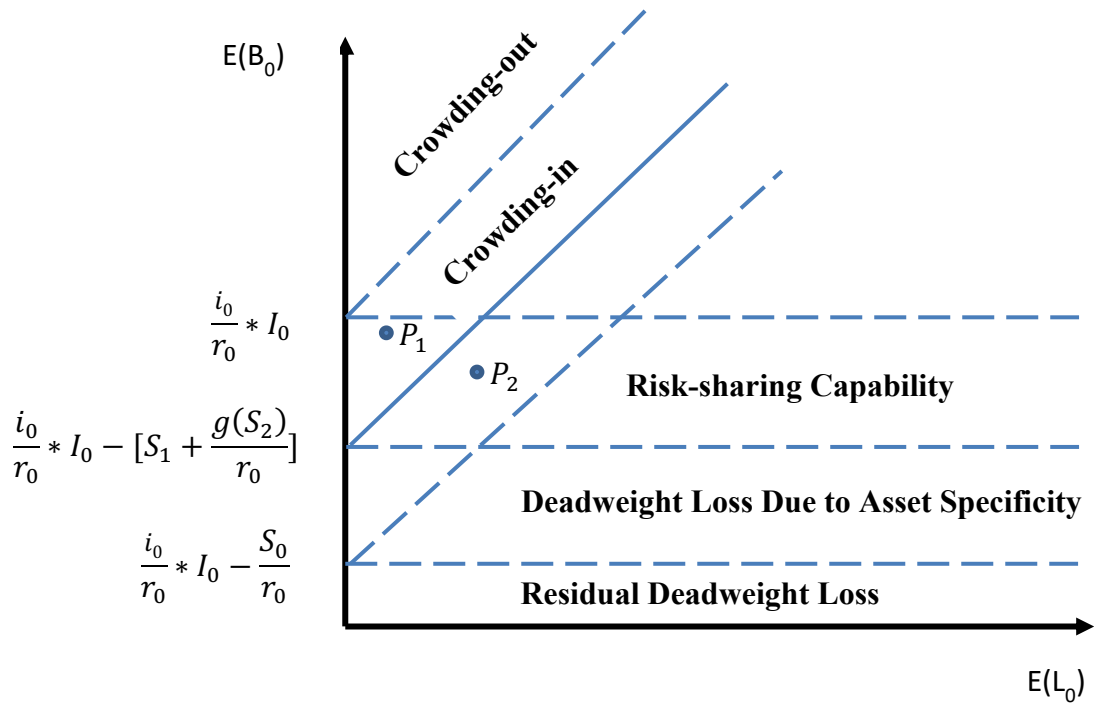 E(B₀)
Crowding-out
Crowding-in
i₀/r₀ * I₀
P₁
P₂
Risk-sharing Capability
i₀/r₀ * I₀ − [S₁ + g(S₂)/r₀]
Deadweight Loss Due to Asset Specificity
i₀/r₀ * I₀ − S₀/r₀
Residual Deadweight Loss
E(L₀)